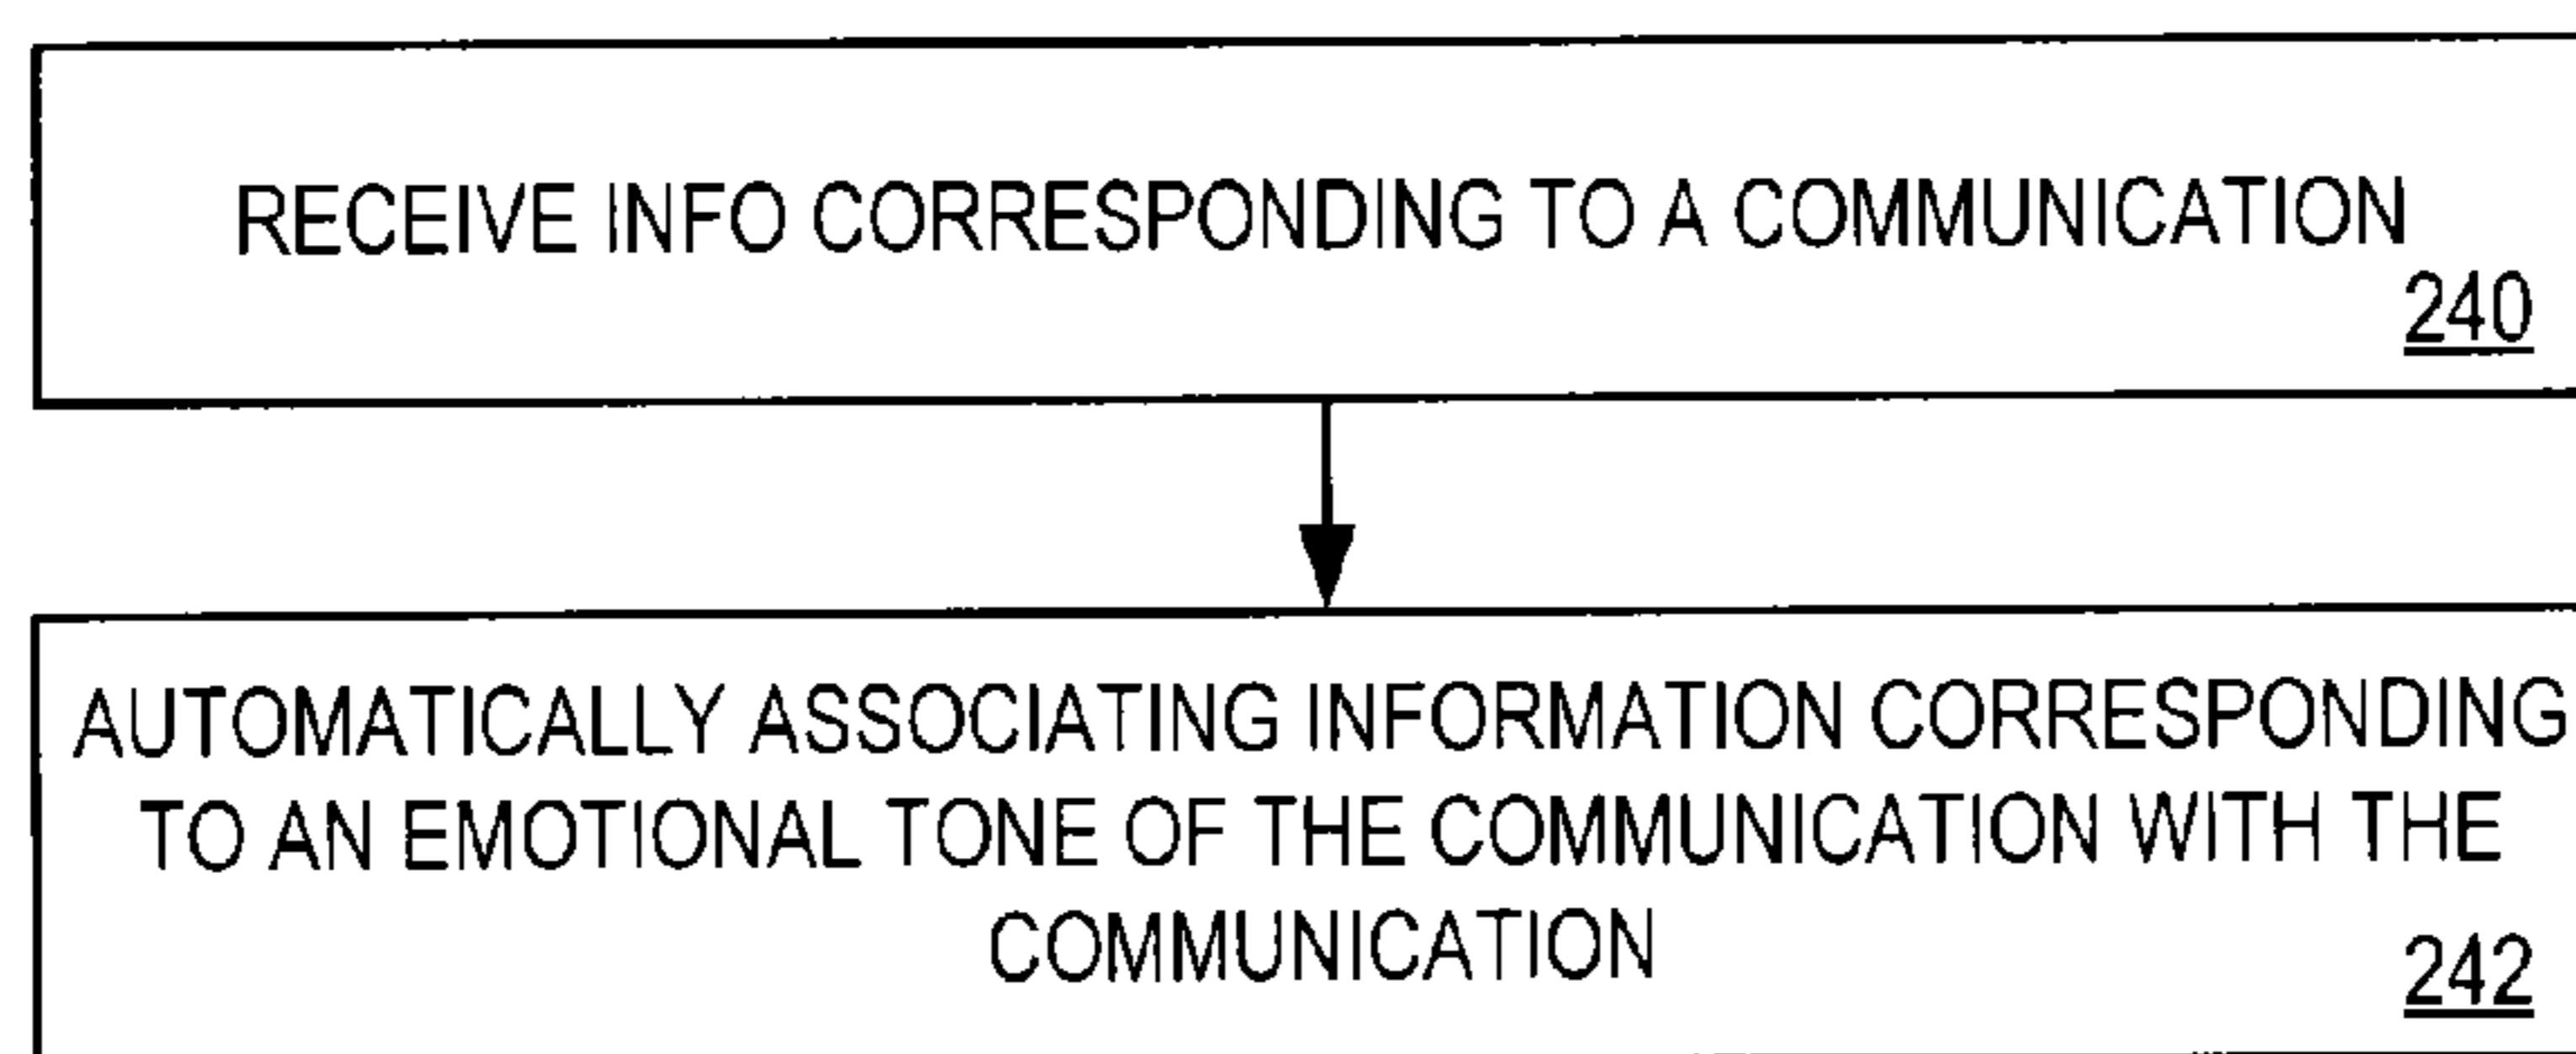 RECEIVE INFO CORRESPONDING TO A COMMUNICATION
240
AUTOMATICALLY ASSOCIATING INFORMATION CORRESPONDING
TO AN EMOTIONAL TONE OF THE COMMUNICATION WITH THE
COMMUNICATION
242